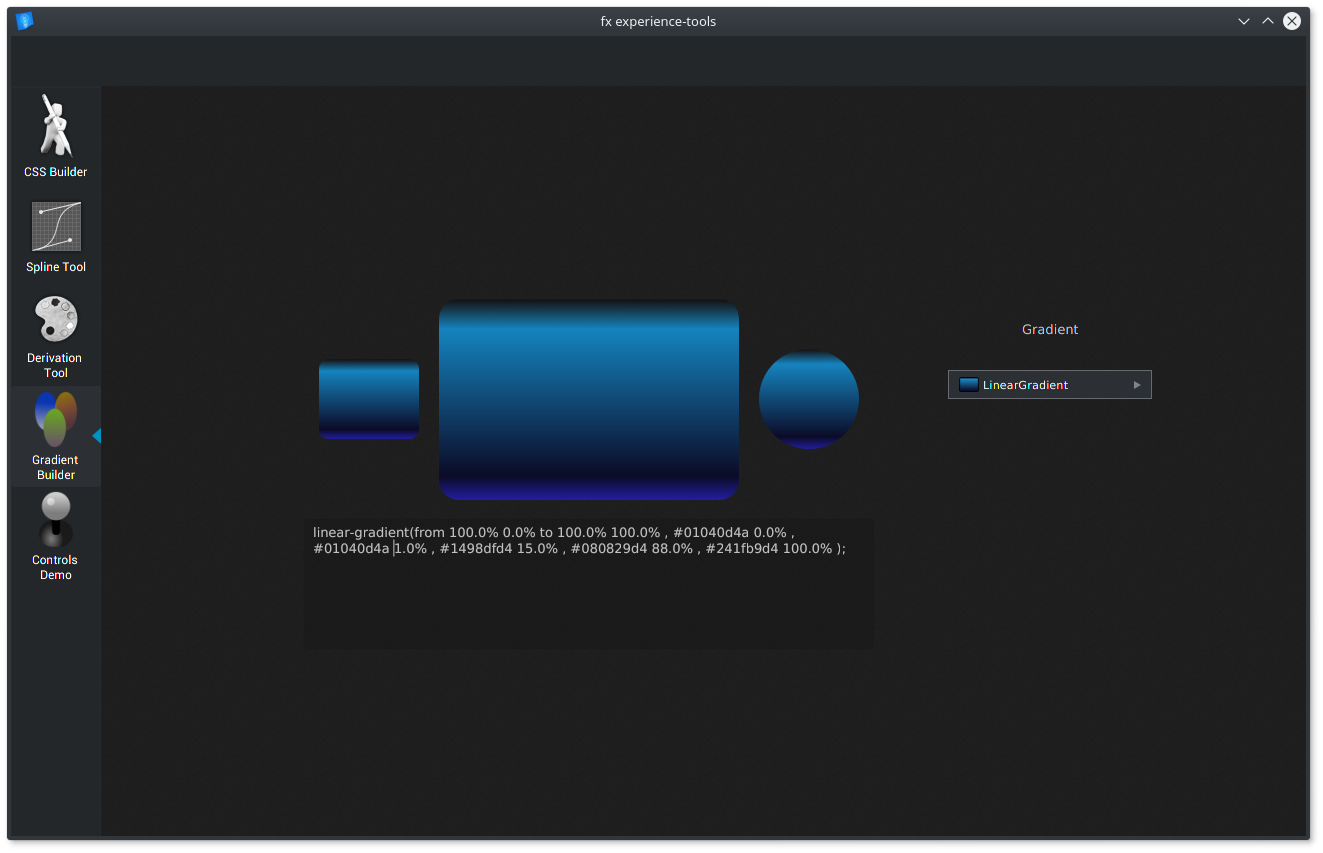 fx experience-tools
CSS Builder
Spline Tool
Derivation
Tool
Gradient
Builder
Controls
Demo
Gradient
LinearGradient
linear-gradient(from 100.0% 0.0% to 100.0% 100.0% , #01040d4a 0.0% ,
#01040d4a 1.0% , #1498dfd4 15.0% , #080829d4 88.0% , #241fb9d4 100.0% );